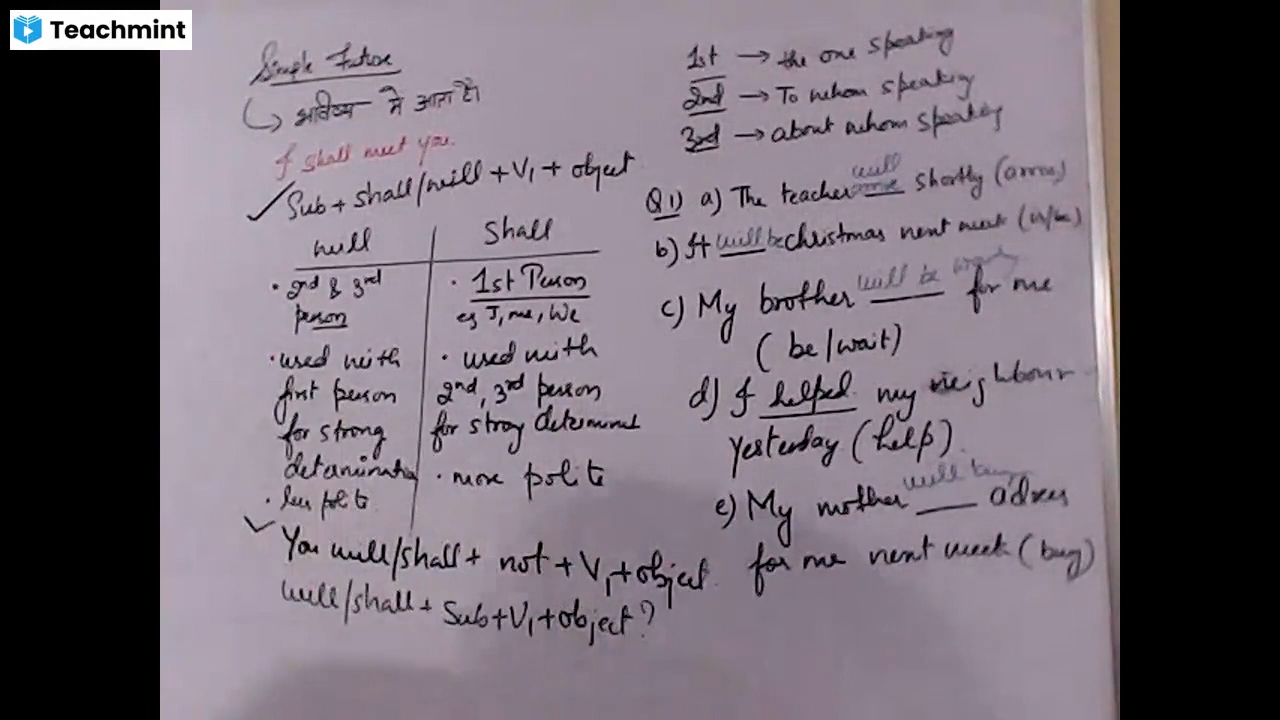 Teachmint
Simple Future
भविष्य में आता है।
I shall meet you.
Sub + shall/will + V1 + object
will
Shall
• 2nd & 3rd
person
• used with
first person
for strong
determination
• less polite
• 1st Person
eg I, me, We
• used with
2nd, 3rd person
for strong
• more polite
You will/shall + not + V1 + object
will/shall + Sub + V1 + object?
1st → the one speaking
2nd → To whom speaking
3rd → about whom speaking
Q1) a) The teacher will shortly (arrive)
b) It will be christmas next week (is/be)
c) My brother will be for me
(be/wait)
d) I helped my neighbour
yesterday (help)
e) My mother will buy a dress
for me next week (buy)